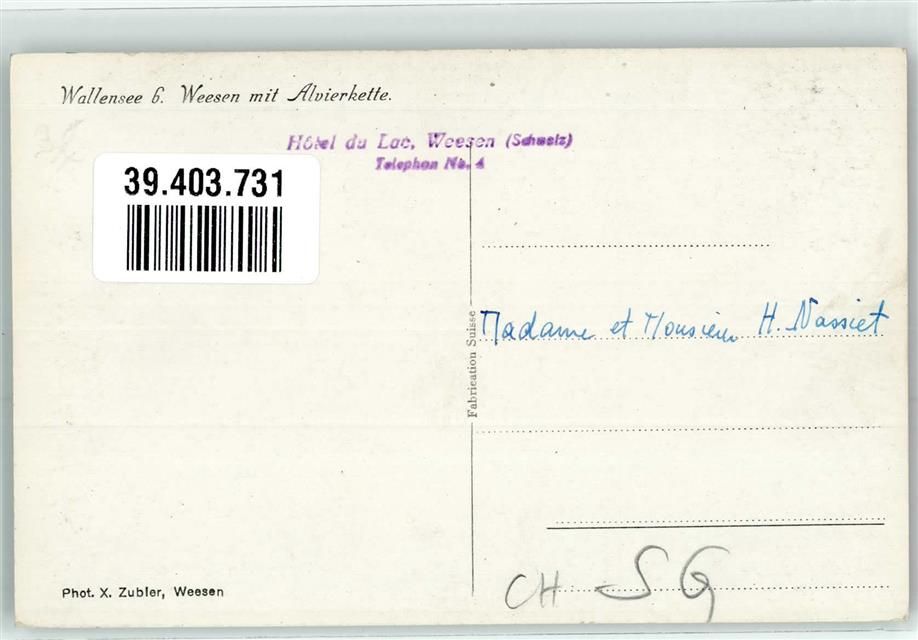 Wallensee b. Weesen mit Alvierkette.
Hôtel du Lac, Weesen (Schweiz)
Telephon No. 4
39.403.731
Fabrication Suisse
Madame et Monsieur H. Nassiet
CH - SG
Phot. X. Zubler, Weesen